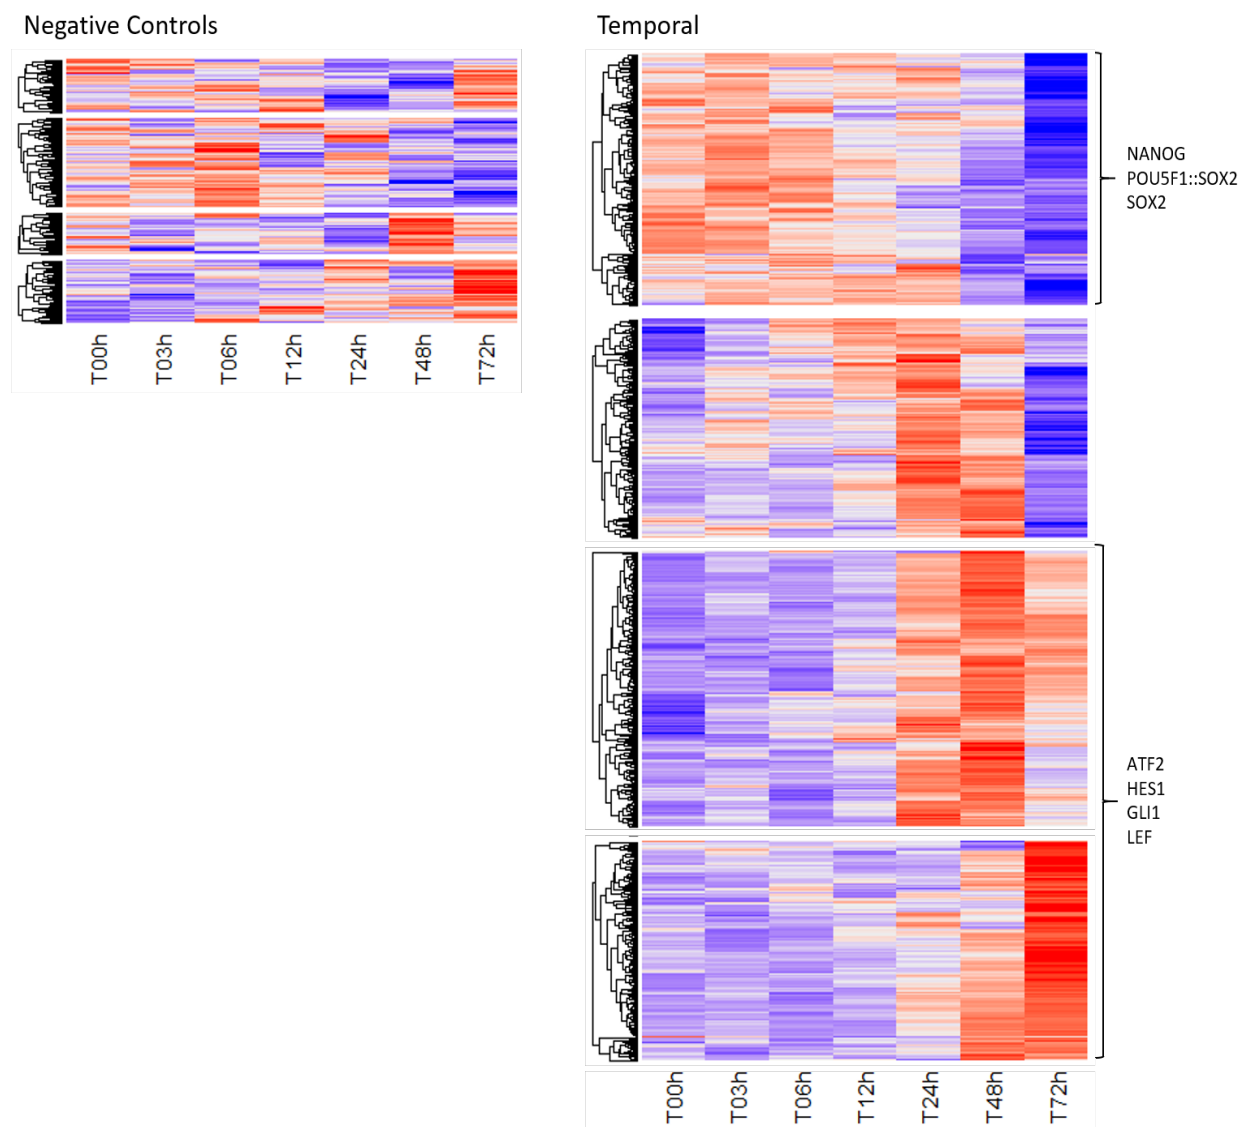 Negative Controls
T00h
T03h
T06h
T12h
T24h
T48h
T72h
Temporal
NANOG
POU5F1::SOX2
SOX2
ATF2
HES1
GLI1
LEF
T00h
T03h
T06h
T12h
T24h
T48h
T72h